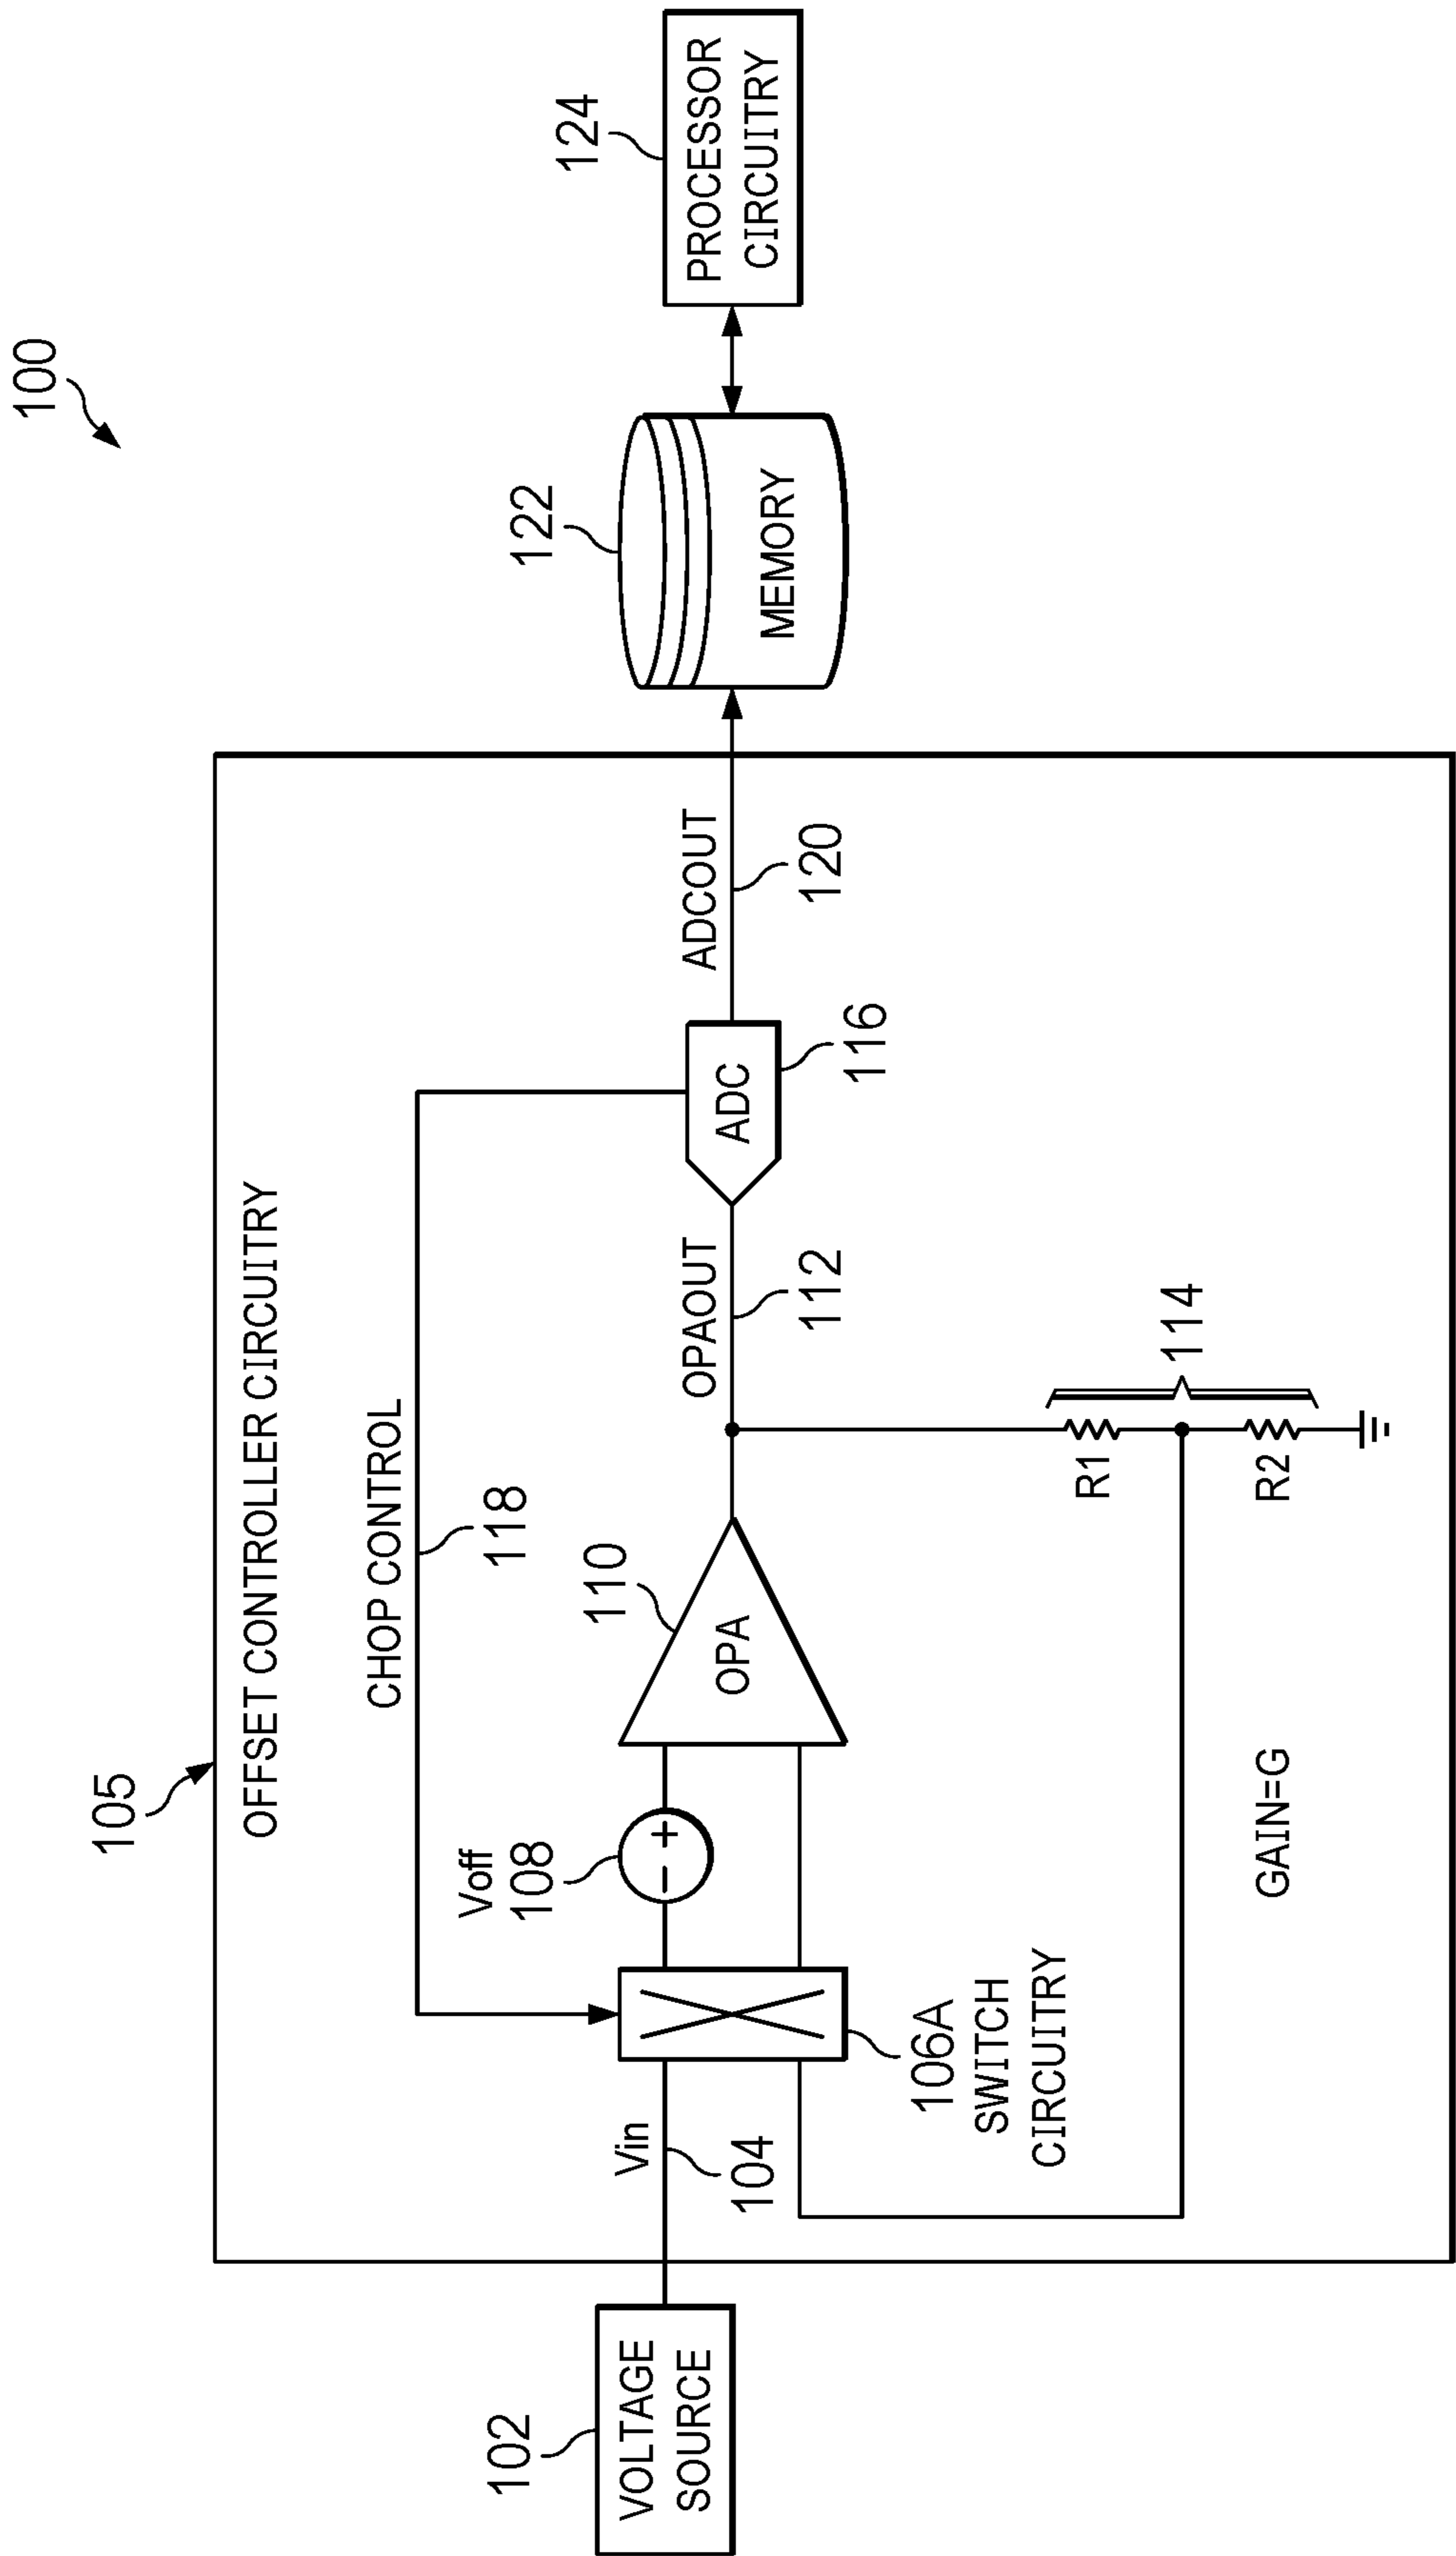 100
105
OFFSET CONTROLLER CIRCUITRY
CHOP CONTROL
118
102
VOLTAGE
SOURCE
Vin
104
106A
SWITCH
CIRCUITRY
Voff
108
110
OPA
OPAOUT
112
ADC
116
ADCOUT
120
122
MEMORY
124
PROCESSOR
CIRCUITRY
R1
R2
114
GAIN=G